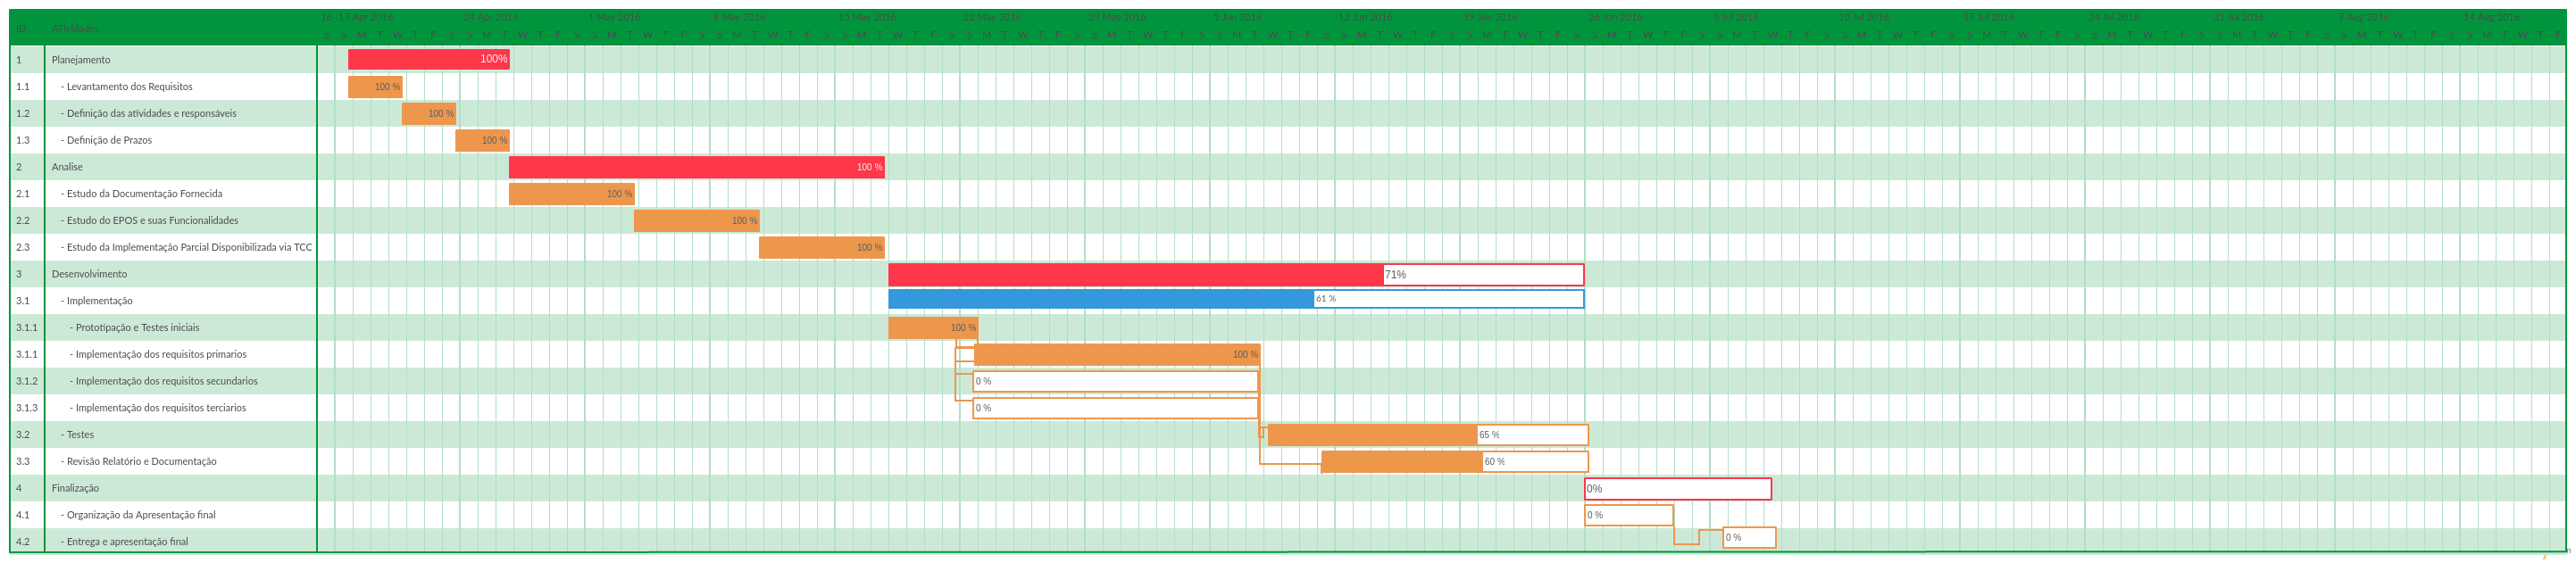 16 17 Apr 2016 24 Apr 2016 1 May 2016 8 May 2016 15 May 2016 22 May 2016 29 May 2016 5 Jun 2016 12 Jun 2016 19 Jun 2016 26 Jun 2016 3 Jul 2016 10 Jul 2016 17 Jul 2016 24 Jul 2016 31 Jul 2016 7 Aug 2016 14 Aug 2016
ID Atividades
S S M T W T F S S M T W T F S S M T W T F S S M T W T F S S M T W T F S S M T W T F S S M T W T F S S M T W T F S S M T W T F S S M T W T F S S M T W T F S S M T W T F S S M T W T F S S M T W T F S S M T W T F S S M T W T F S S M T W T F S S M T W T F
1 Planejamento 100%
1.1 - Levantamento dos Requisitos 100 %
1.2 - Definição das atividades e responsáveis 100 %
1.3 - Definição de Prazos 100 %
2 Analise 100 %
2.1 - Estudo da Documentação Fornecida 100 %
2.2 - Estudo do EPOS e suas Funcionalidades 100 %
2.3 - Estudo da Implementação Parcial Disponibilizada via TCC 100 %
3 Desenvolvimento 71%
3.1 - Implementação 61 %
3.1.1 - Prototipação e Testes iniciais 100 %
3.1.1 - Implementação dos requisitos primarios 100 %
3.1.2 - Implementação dos requisitos secundarios 0 %
3.1.3 - Implementação dos requisitos terciarios 0 %
3.2 - Testes 65 %
3.3 - Revisão Relatório e Documentação 60 %
4 Finalização 0%
4.1 - Organização da Apresentação final 0 %
4.2 - Entrega e apresentação final 0 %